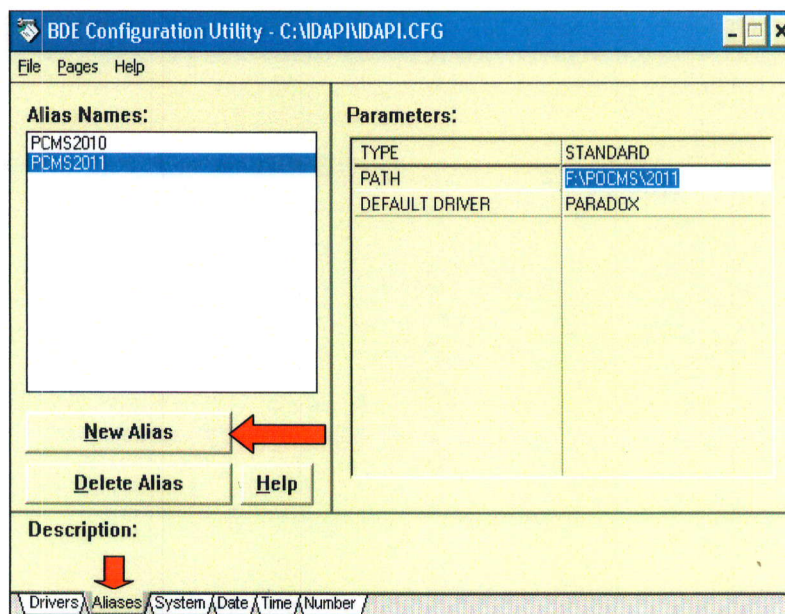 BDE Configuration Utility - C:\IDAPI\IDAPI.CFG
File Pages Help
Alias Names:
PCMS2010
PCMS2011
New Alias
Delete Alias
Help
Parameters:
TYPE STANDARD
PATH F:\POCMS\2011
DEFAULT DRIVER PARADOX
Description:
Drivers Aliases System Date Time Number